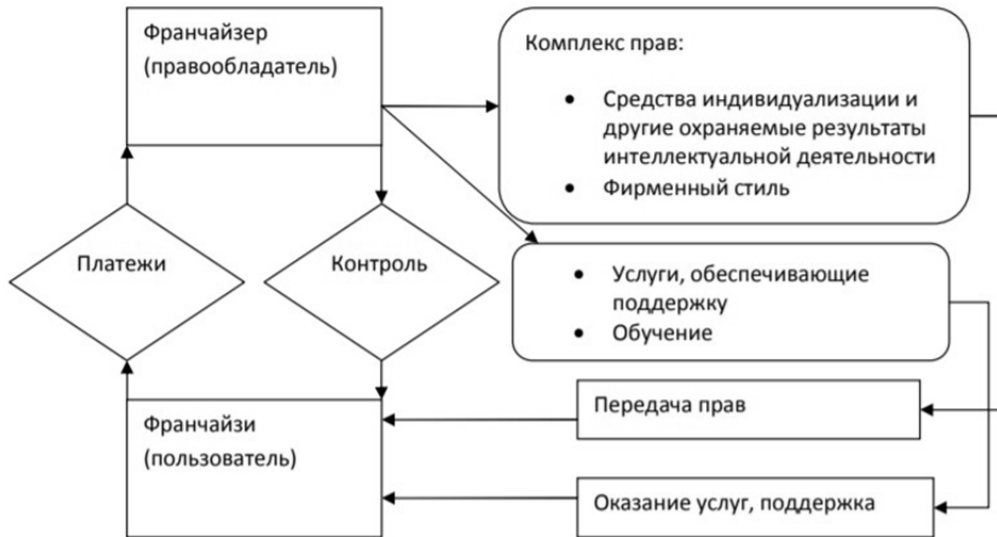 Франчайзер
(правообладатель)
Комплекс прав:
• Средства индивидуализации и
другие охраняемые результаты
интеллектуальной деятельности
• Фирменный стиль
Платежи
Контроль
• Услуги, обеспечивающие
поддержку
• Обучение
Франчайзи
(пользователь)
Передача прав
Оказание услуг, поддержка